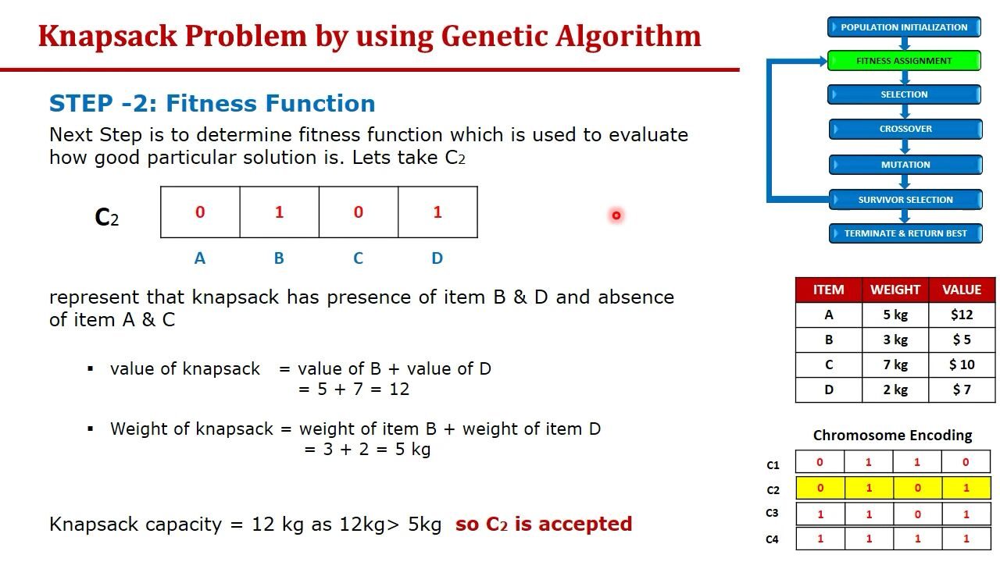 Knapsack Problem by using Genetic Algorithm
STEP -2: Fitness Function
Next Step is to determine fitness function which is used to evaluate
how good particular solution is. Lets take C2
C2
0 1 0 1
A B C D
represent that knapsack has presence of item B & D and absence
of item A & C
▪ value of knapsack = value of B + value of D
= 5 + 7 = 12
▪ Weight of knapsack = weight of item B + weight of item D
= 3 + 2 = 5 kg
Knapsack capacity = 12 kg as 12kg> 5kg so C2 is accepted
POPULATION INITIALIZATION
FITNESS ASSIGNMENT
SELECTION
CROSSOVER
MUTATION
SURVIVOR SELECTION
TERMINATE & RETURN BEST
ITEM WEIGHT VALUE
A 5 kg $12
B 3 kg $ 5
C 7 kg $ 10
D 2 kg $ 7
Chromosome Encoding
C1 0 1 1 0
C2 0 1 0 1
C3 1 1 0 1
C4 1 1 1 1